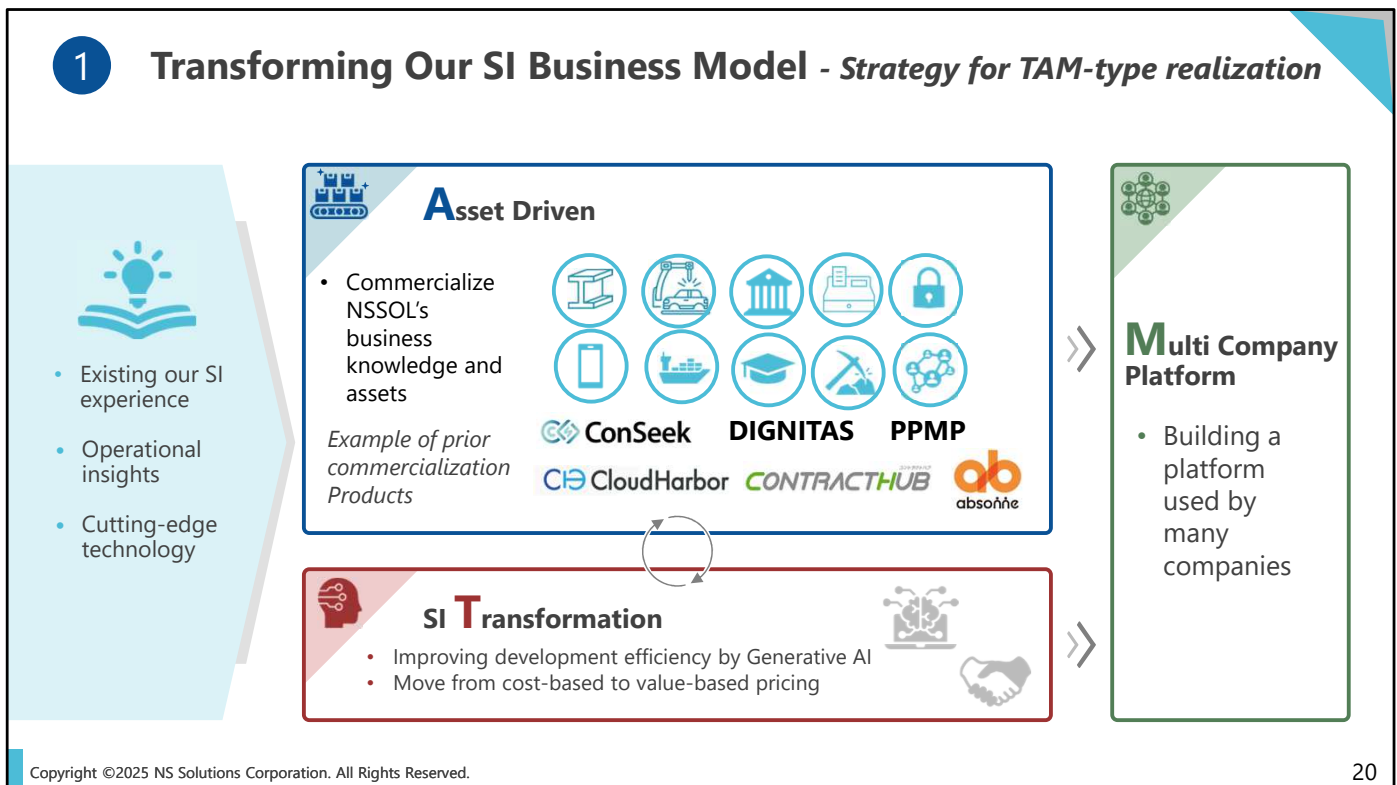 1
Transforming Our SI Business Model - Strategy for TAM-type realization
• Existing our SI
experience
• Operational
insights
• Cutting-edge
technology
Asset Driven
• Commercialize
NSSOL's
business
knowledge and
assets
Example of prior
commercialization
Products
ConSeek
DIGNITAS
PPMP
CloudHarbor
CONTRACTHUB
absonne
SI Transformation
• Improving development efficiency by Generative AI
• Move from cost-based to value-based pricing
Multi Company
Platform
• Building a
platform
used by
many
companies
Copyright ©2025 NS Solutions Corporation. All Rights Reserved.
20